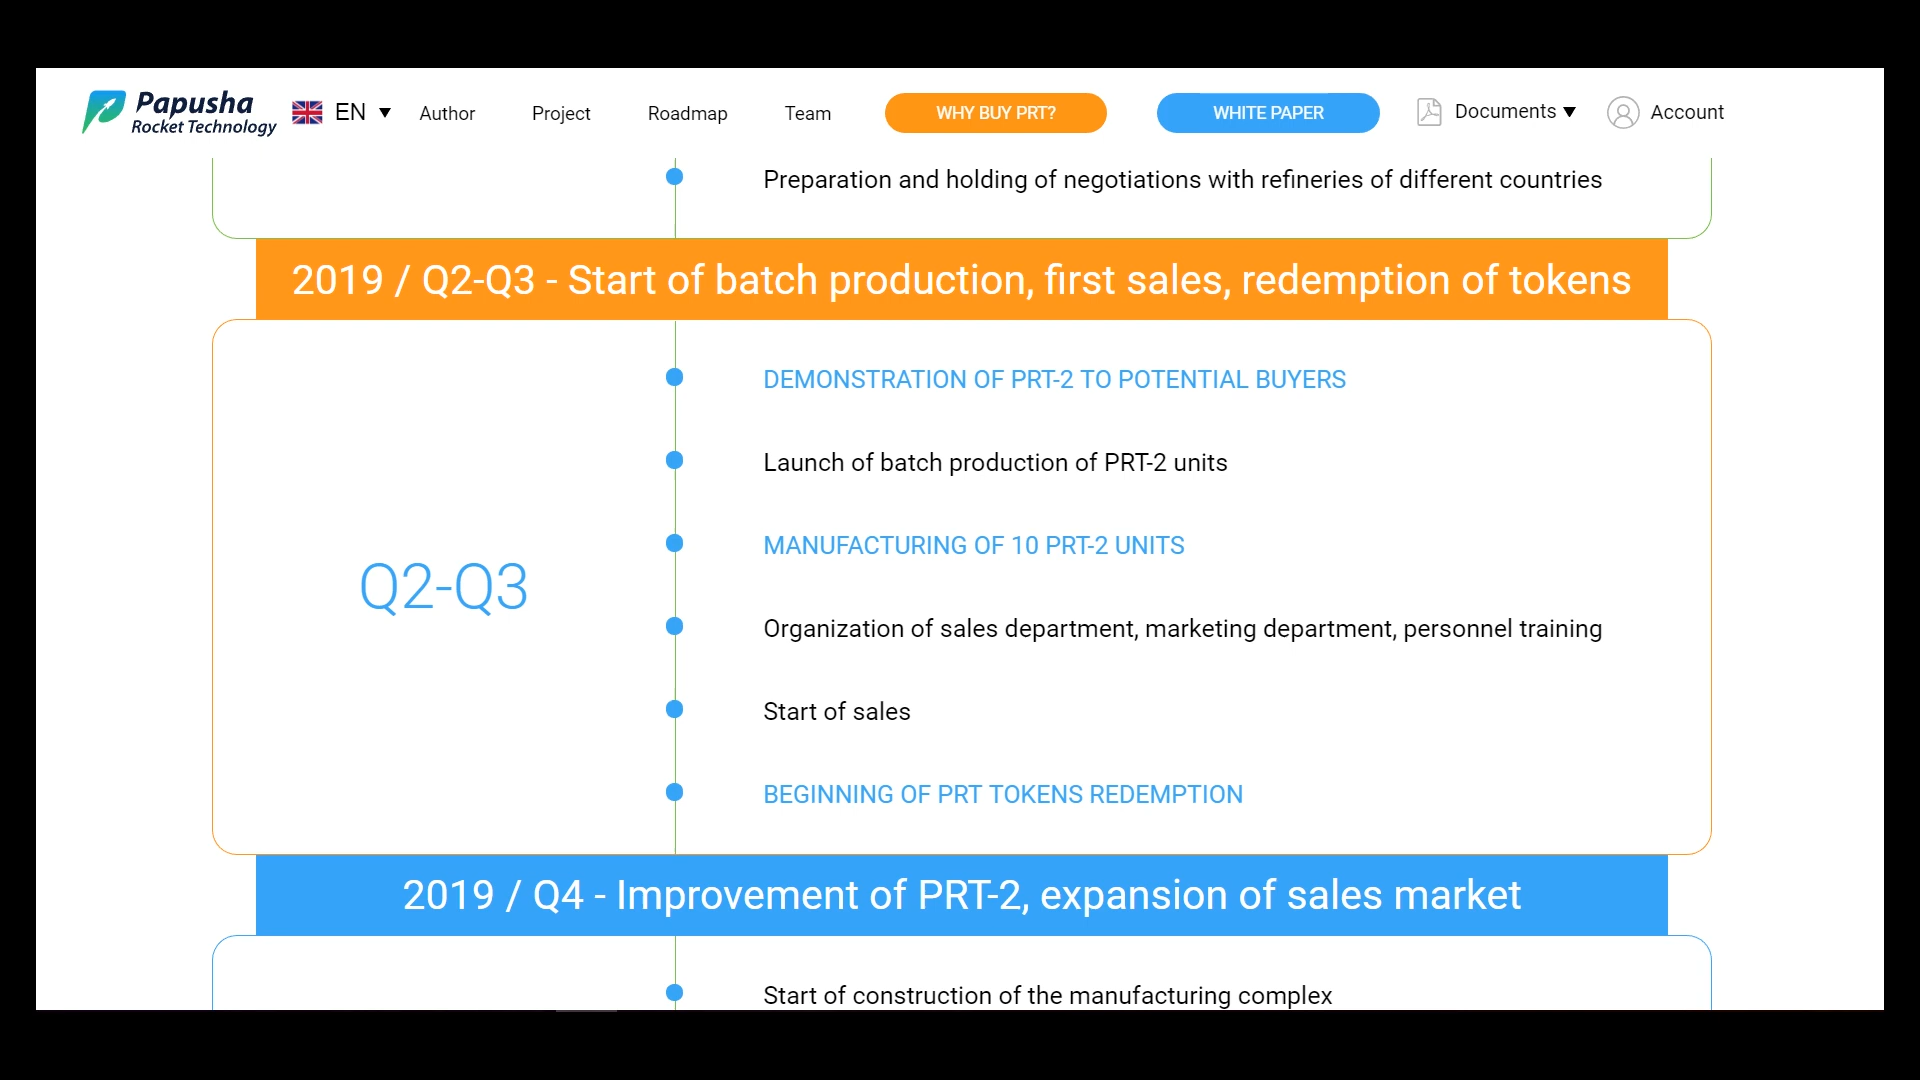 Papusha
Rocket Technology
EN
Author
Project
Roadmap
Team
WHY BUY PRT?
WHITE PAPER
Documents
Account
Preparation and holding of negotiations with refineries of different countries
2019 / Q2-Q3 - Start of batch production, first sales, redemption of tokens
DEMONSTRATION OF PRT-2 TO POTENTIAL BUYERS
Launch of batch production of PRT-2 units
MANUFACTURING OF 10 PRT-2 UNITS
Q2-Q3
Organization of sales department, marketing department, personnel training
Start of sales
BEGINNING OF PRT TOKENS REDEMPTION
2019 / Q4 - Improvement of PRT-2, expansion of sales market
Start of construction of the manufacturing complex